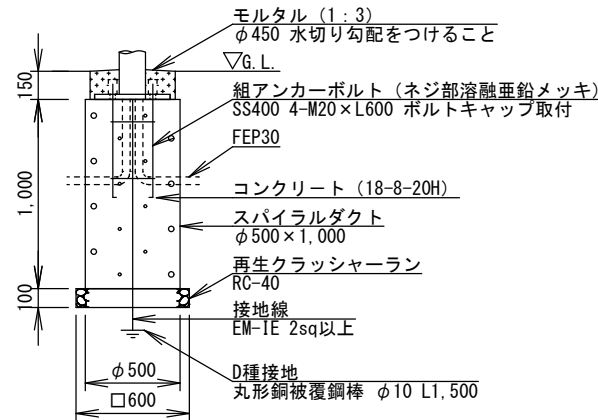 モルタル (1:3)
φ450 水切り勾配をつけること
▽G.L.
組アンカーボルト (ネジ部溶融亜鉛メッキ)
SS400 4-M20×L600 ボルトキャップ取付
FEP30
コンクリート (18-8-20H)
スパイラルダクト
φ500×1,000
再生クラッシャーラン
RC-40
接地線
EM-IE 2sq以上
D種接地
丸形銅被覆鋼棒 φ10 L1,500
150
1,000
100
φ500
□600